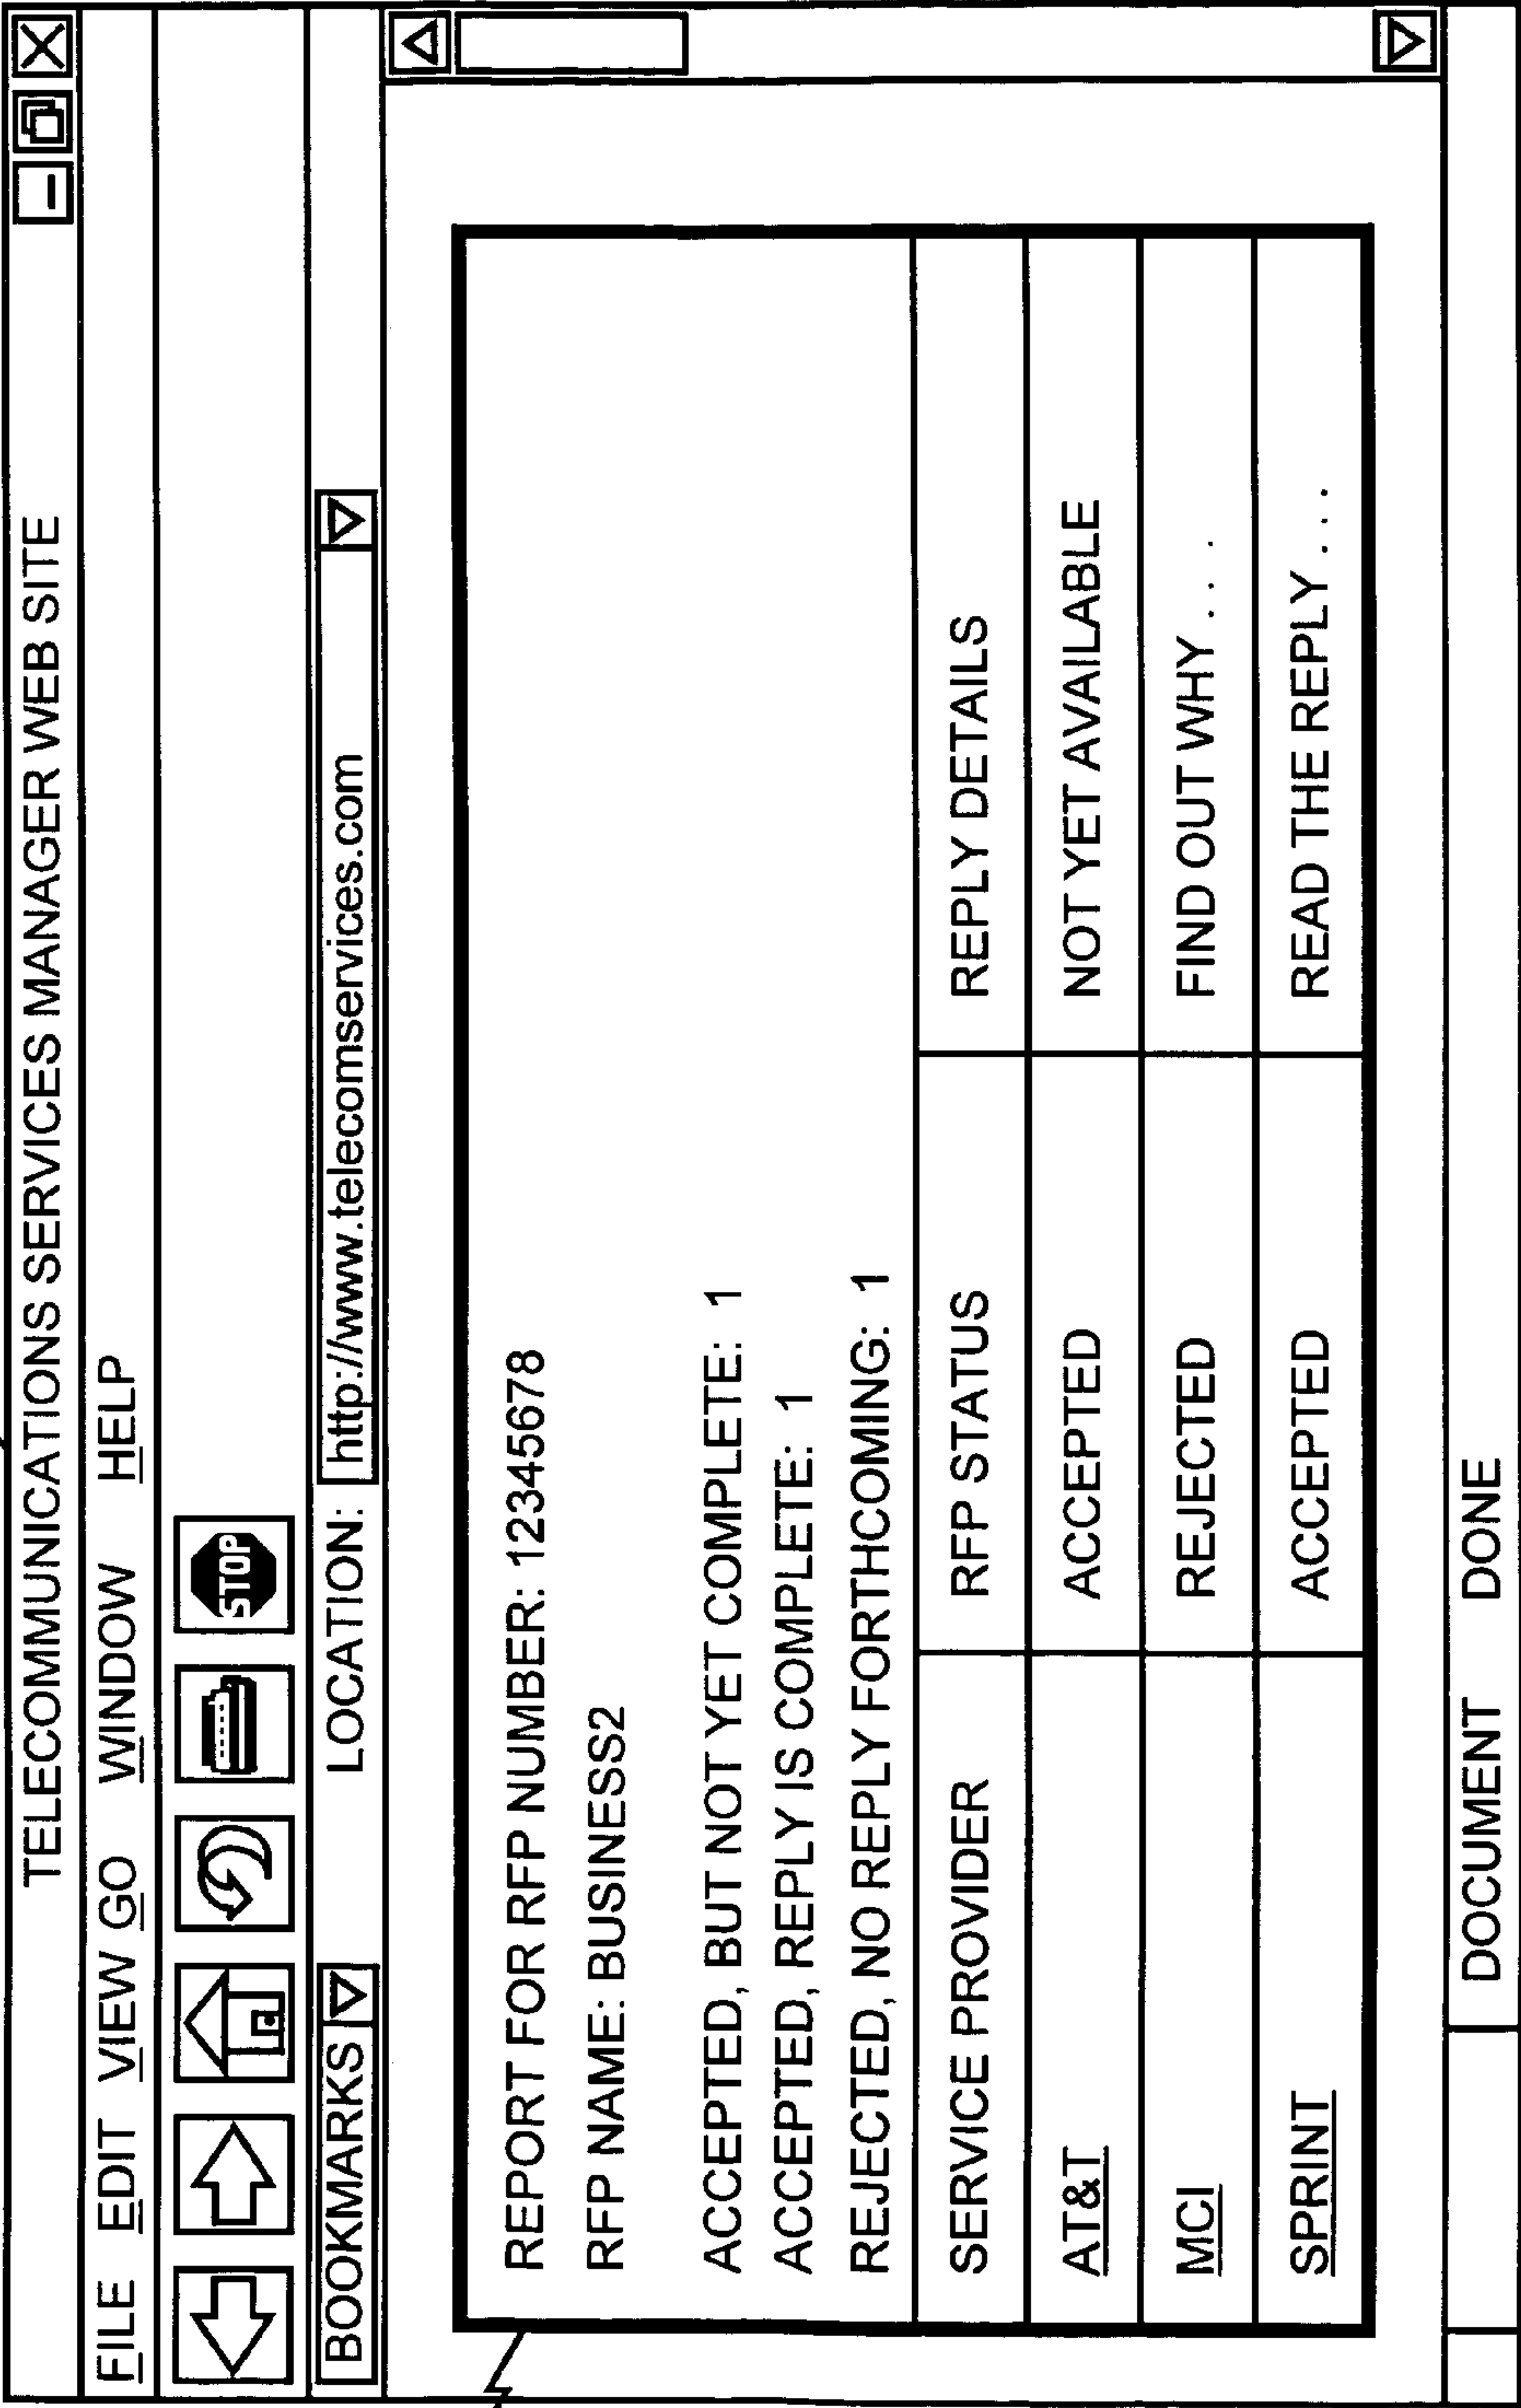 TELECOMMUNICATIONS SERVICES MANAGER WEB SITE
FILE EDIT VIEW GO WINDOW HELP
STOP
BOOKMARKS LOCATION: http://www.telecomservices.com
REPORT FOR RFP NUMBER: 12345678
RFP NAME: BUSINESS2
ACCEPTED, BUT NOT YET COMPLETE: 1
ACCEPTED, REPLY IS COMPLETE: 1
REJECTED, NO REPLY FORTHCOMING: 1
SERVICE PROVIDER RFP STATUS REPLY DETAILS
AT&T ACCEPTED NOT YET AVAILABLE
MCI REJECTED FIND OUT WHY . . .
SPRINT ACCEPTED READ THE REPLY . . .
DOCUMENT DONE